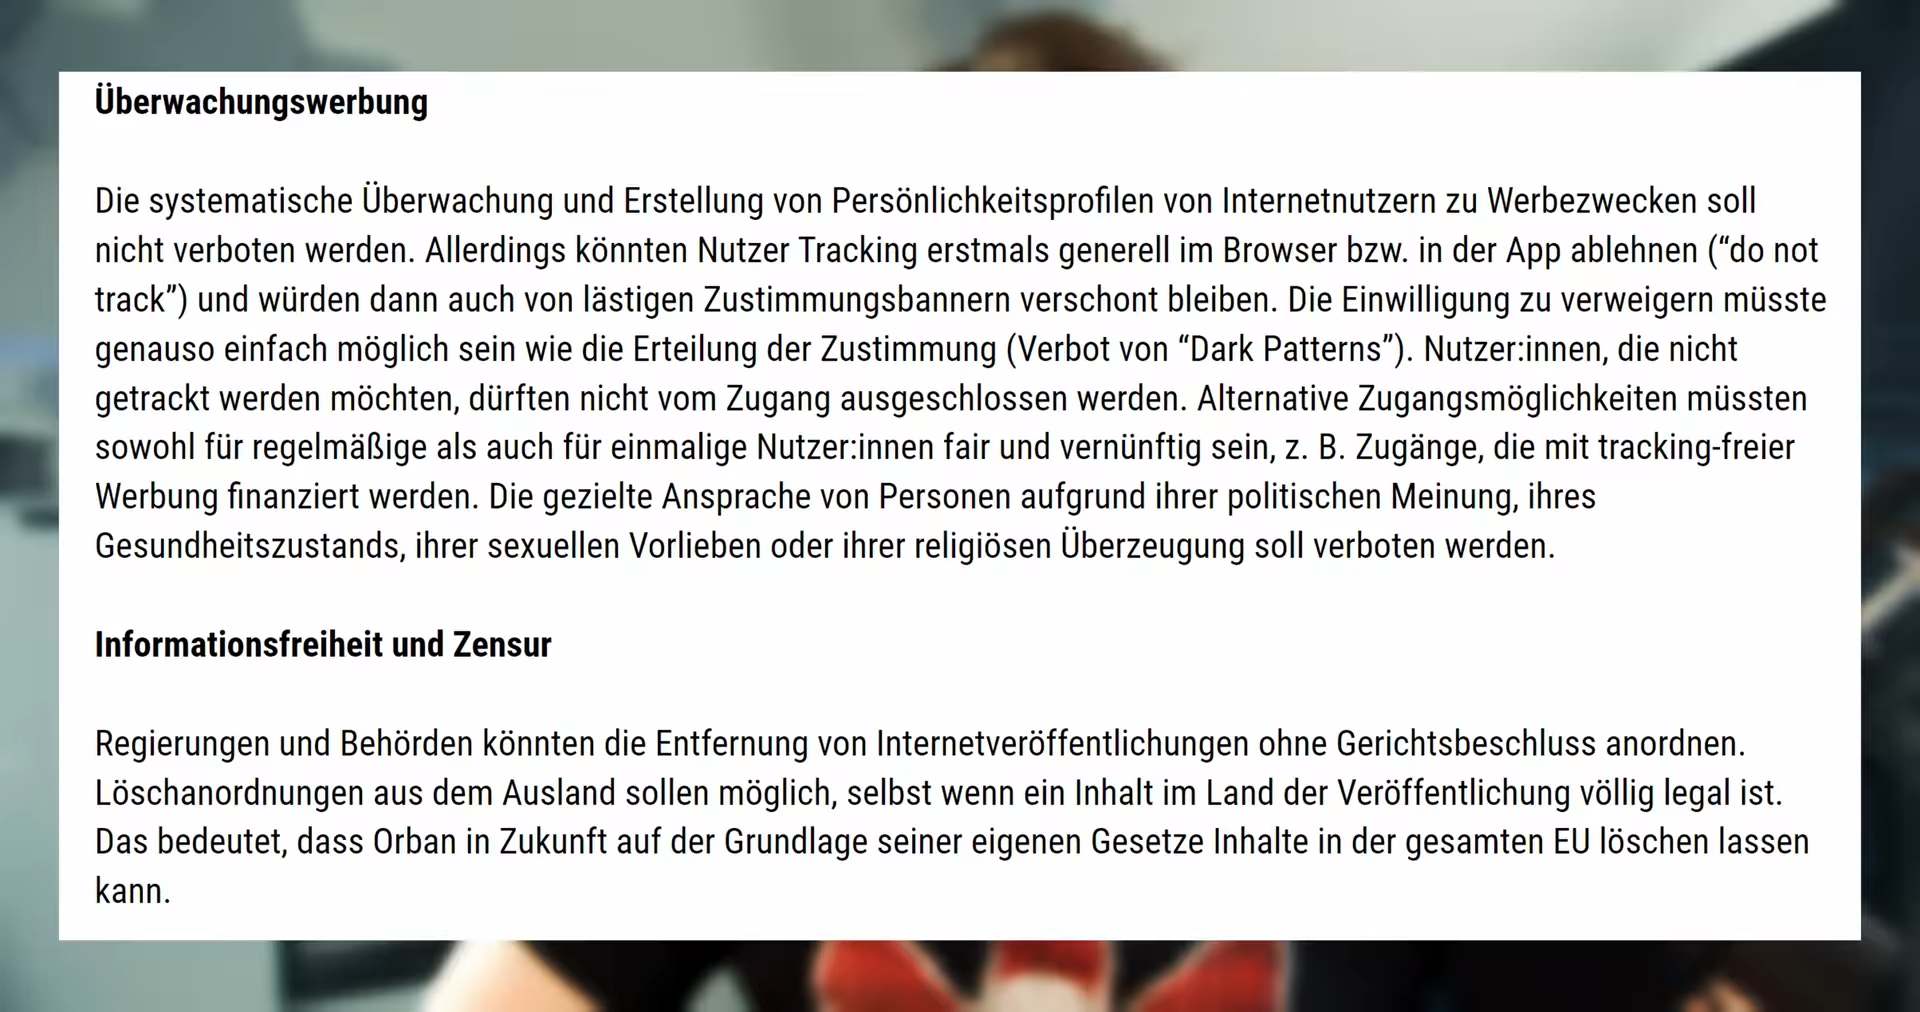 Überwachungswerbung
Die systematische Überwachung und Erstellung von Persönlichkeitsprofilen von Internetnutzern zu Werbezwecken soll
nicht verboten werden. Allerdings könnten Nutzer Tracking erstmals generell im Browser bzw. in der App ablehnen (“do not
track”) und würden dann auch von lästigen Zustimmungsbannern verschont bleiben. Die Einwilligung zu verweigern müsste
genauso einfach möglich sein wie die Erteilung der Zustimmung (Verbot von “Dark Patterns”). Nutzer:innen, die nicht
getrackt werden möchten, dürften nicht vom Zugang ausgeschlossen werden. Alternative Zugangsmöglichkeiten müssten
sowohl für regelmäßige als auch für einmalige Nutzer:innen fair und vernünftig sein, z. B. Zugänge, die mit tracking-freier
Werbung finanziert werden. Die gezielte Ansprache von Personen aufgrund ihrer politischen Meinung, ihres
Gesundheitszustands, ihrer sexuellen Vorlieben oder ihrer religiösen Überzeugung soll verboten werden.
Informationsfreiheit und Zensur
Regierungen und Behörden könnten die Entfernung von Internetveröffentlichungen ohne Gerichtsbeschluss anordnen.
Löschanordnungen aus dem Ausland sollen möglich, selbst wenn ein Inhalt im Land der Veröffentlichung völlig legal ist.
Das bedeutet, dass Orban in Zukunft auf der Grundlage seiner eigenen Gesetze Inhalte in der gesamten EU löschen lassen
kann.